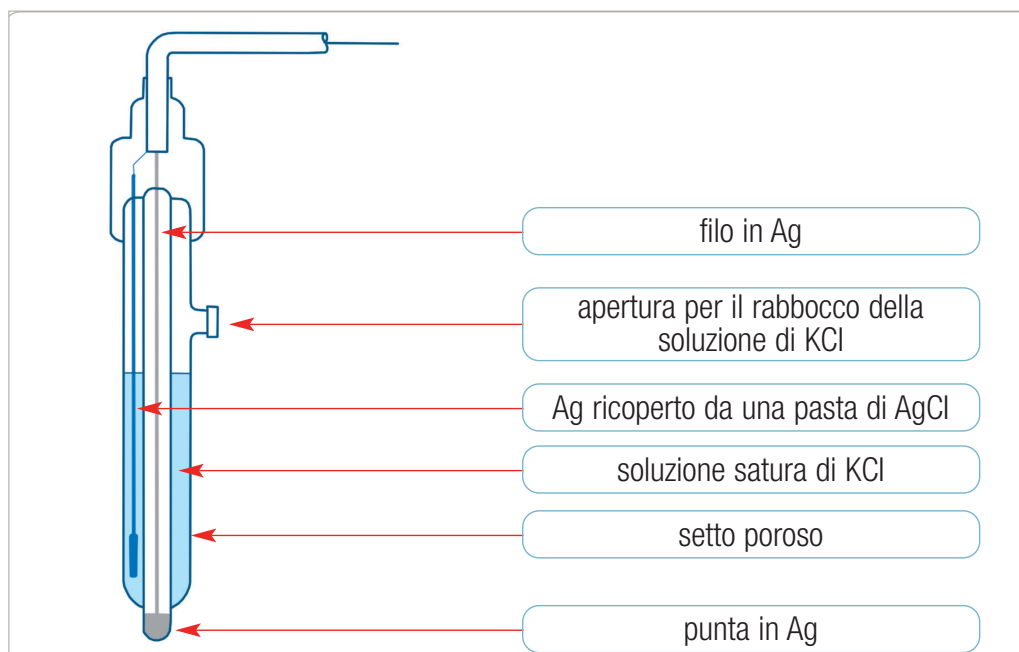 filo in Ag
apertura per il rabbocco della
soluzione di KCl
Ag ricoperto da una pasta di AgCl
soluzione satura di KCl
setto poroso
punta in Ag